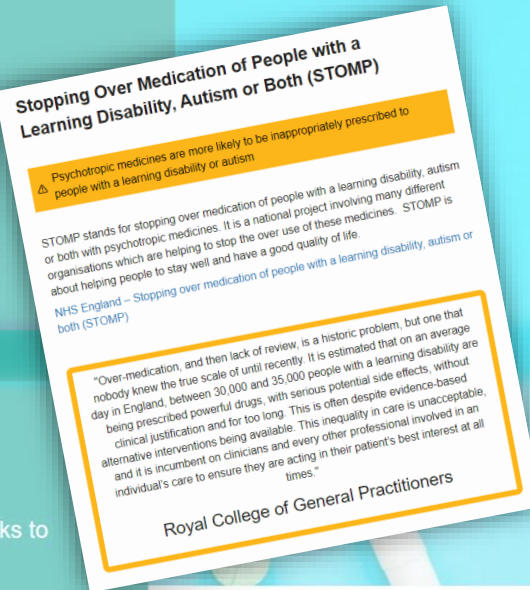 Stopping Over Medication of People with a
Learning Disability, Autism or Both (STOMP)
⚠ Psychotropic medicines are more likely to be inappropriately prescribed to
people with a learning disability or autism
STOMP stands for stopping over medication of people with a learning disability, autism
or both with psychotropic medicines. It is a national project involving many different
organisations which are helping to stop the over use of these medicines. STOMP is
about helping people to stay well and have a good quality of life.
NHS England – Stopping over medication of people with a learning disability, autism or
both (STOMP)
"Over-medication, and then lack of review, is a historic problem, but one that
nobody knew the true scale of until recently. It is estimated that on an average
day in England, between 30,000 and 35,000 people with a learning disability are
being prescribed powerful drugs, with serious potential side effects, without
clinical justification and for too long. This is often despite evidence-based
alternative interventions being available. This inequality in care is unacceptable,
and it is incumbent on clinicians and every other professional involved in an
individual's care to ensure they are acting in their patient's best interest at all
times."
Royal College of General Practitioners
ks to